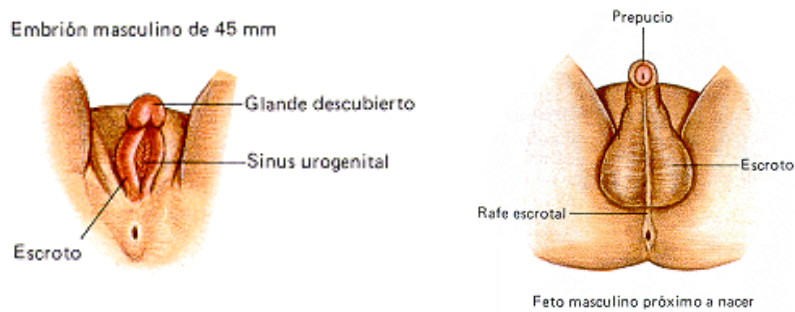 Embrión masculino de 45 mm
Glande descubierto
Sinus urogenital
Escroto
Prepucio
Escroto
Rafe escrotal
Feto masculino próximo a nacer